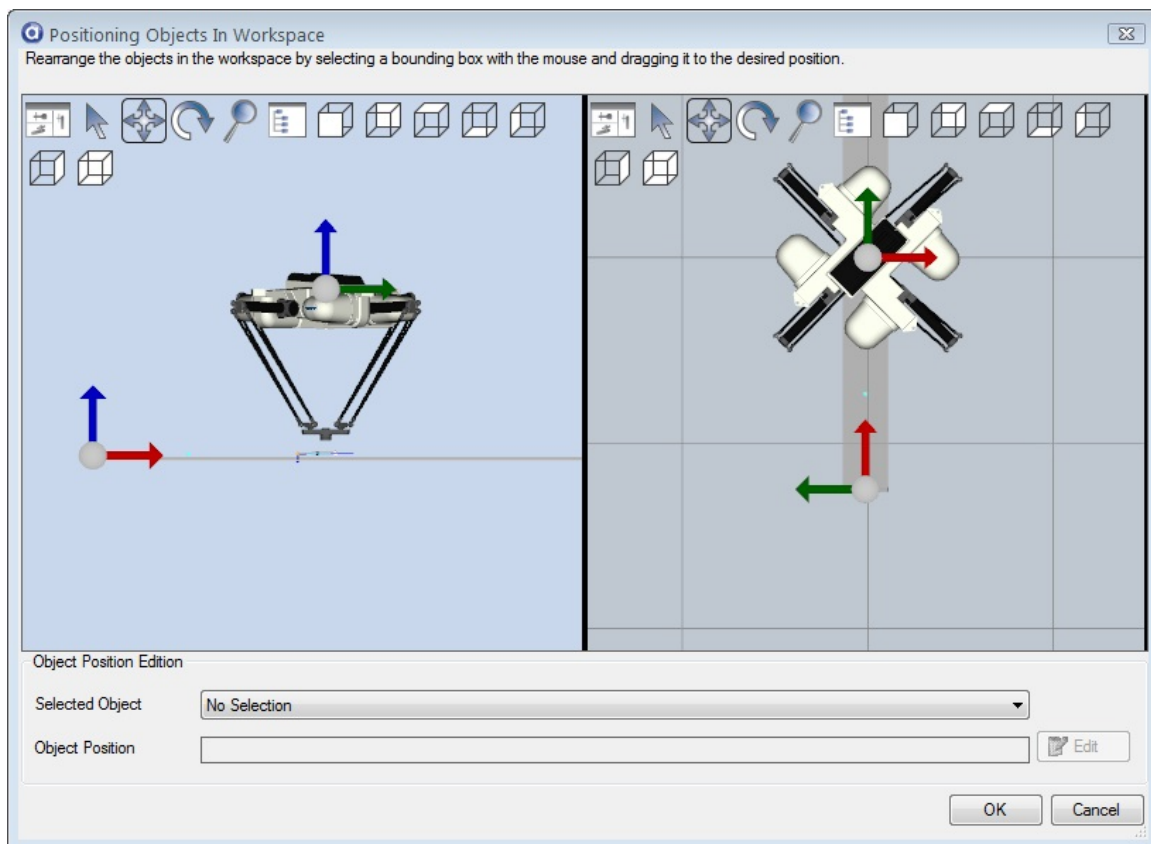 Positioning Objects In Workspace
Rearrange the objects in the workspace by selecting a bounding box with the mouse and dragging it to the desired position.
Object Position Edition
Selected Object
No Selection
Object Position
Edit
OK
Cancel